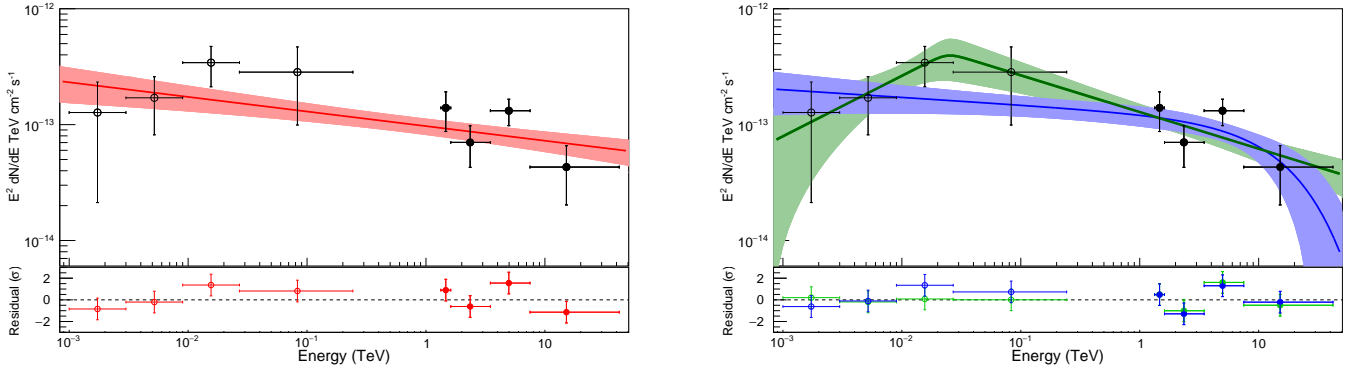 10⁻¹²
10⁻¹³
10⁻¹⁴
E² dN/dE TeV cm⁻² s⁻¹
2
0
−2
Residual (σ)
10⁻³ 10⁻² 10⁻¹ 1 10
Energy (TeV)
10⁻¹²
10⁻¹³
10⁻¹⁴
E² dN/dE TeV cm⁻² s⁻¹
2
0
−2
Residual (σ)
10⁻³ 10⁻² 10⁻¹ 1 10
Energy (TeV)